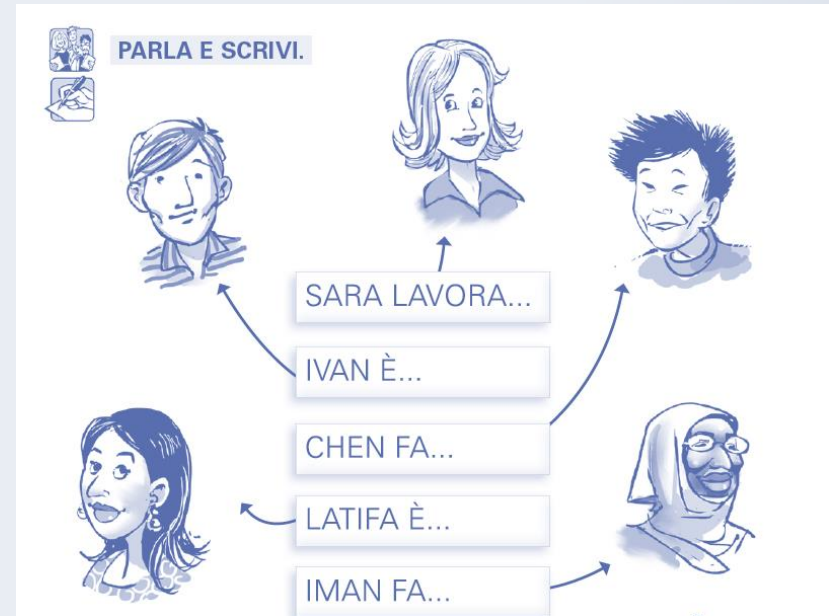 PARLA E SCRIVI.
SARA LAVORA...
IVAN È...
CHEN FA...
LATIFA È...
IMAN FA...